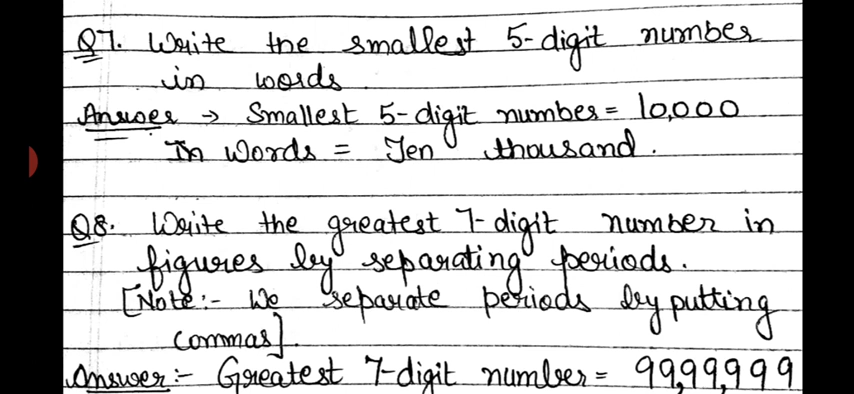 Q7. Write the smallest 5-digit number
in words
Answer → Smallest 5-digit number = 10,000
In Words = Ten thousand.
Q8. Write the greatest 7-digit number in
figures by separating periods.
[Note:- We separate periods by putting
commas].
Answer:- Greatest 7-digit number = 99,99,999